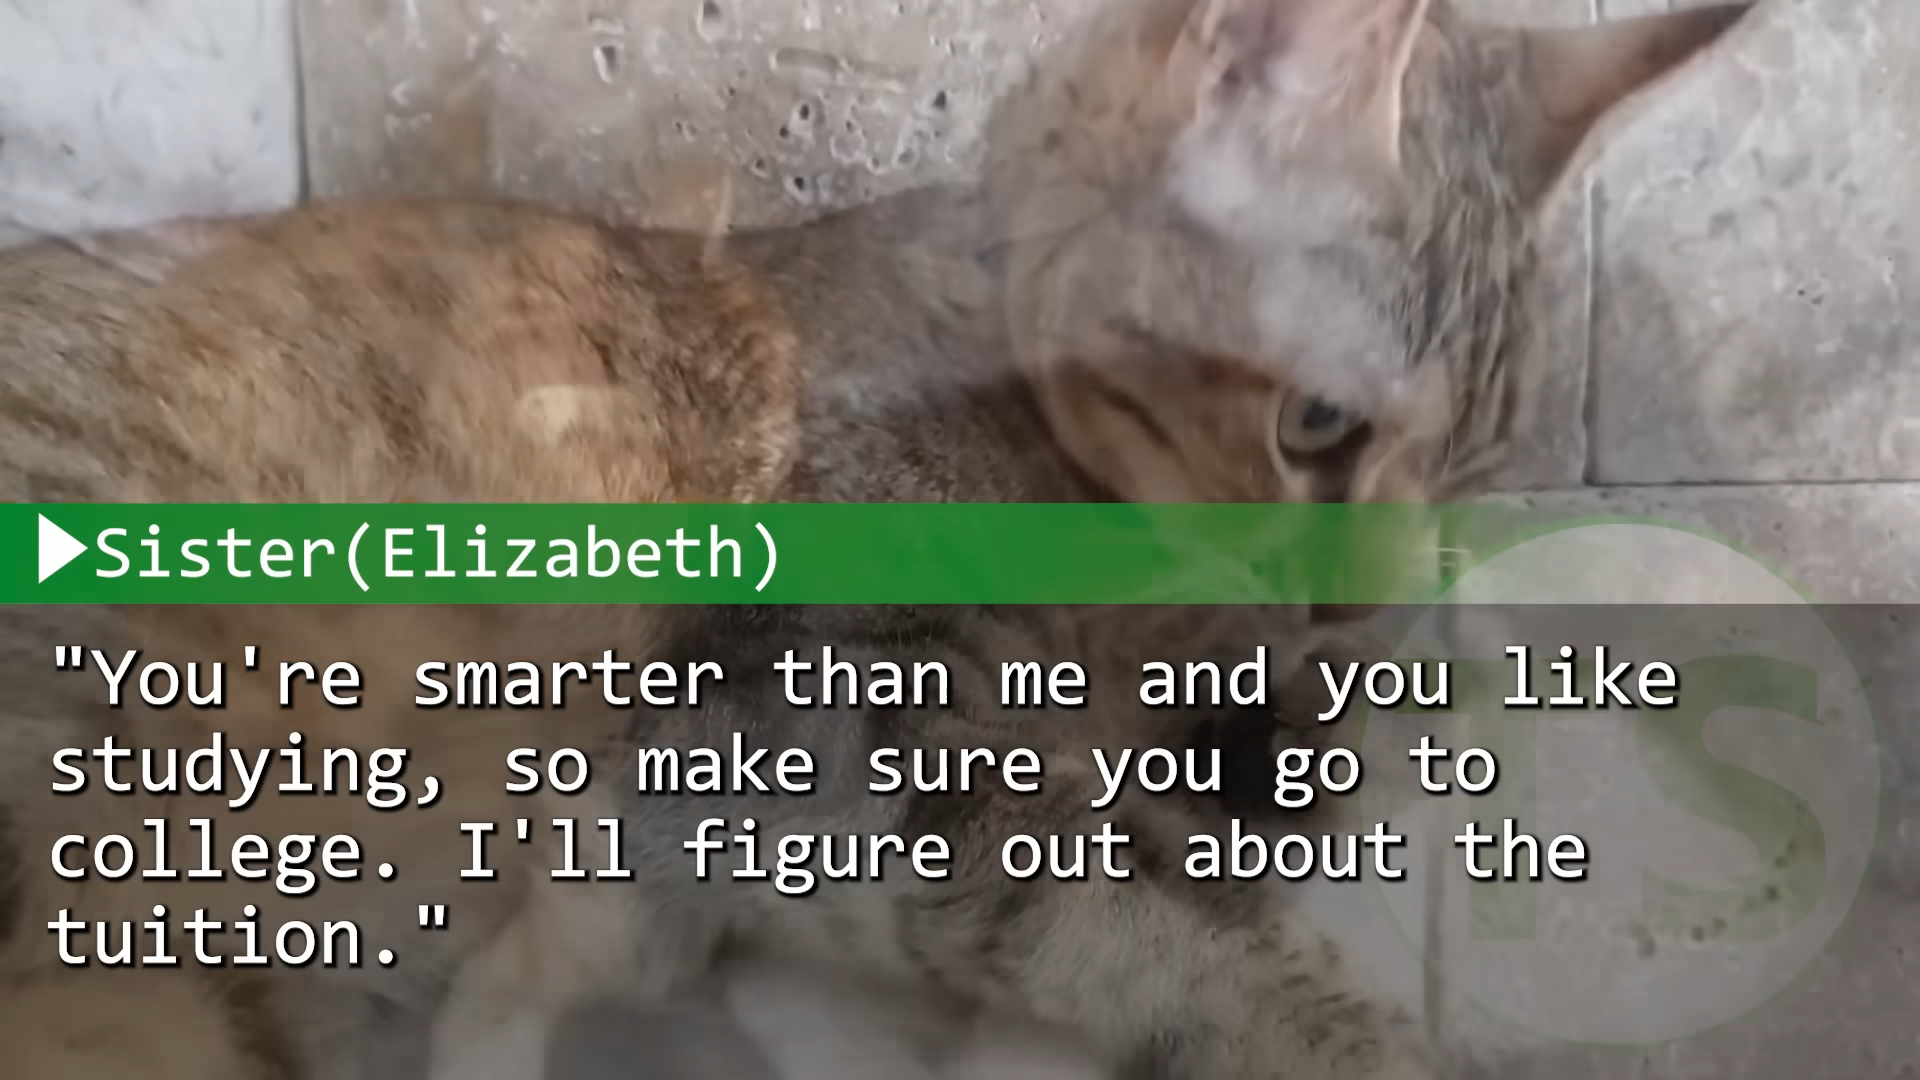 Sister(Elizabeth)
"You're smarter than me and you like
studying, so make sure you go to
college. I'll figure out about the
tuition."
TS